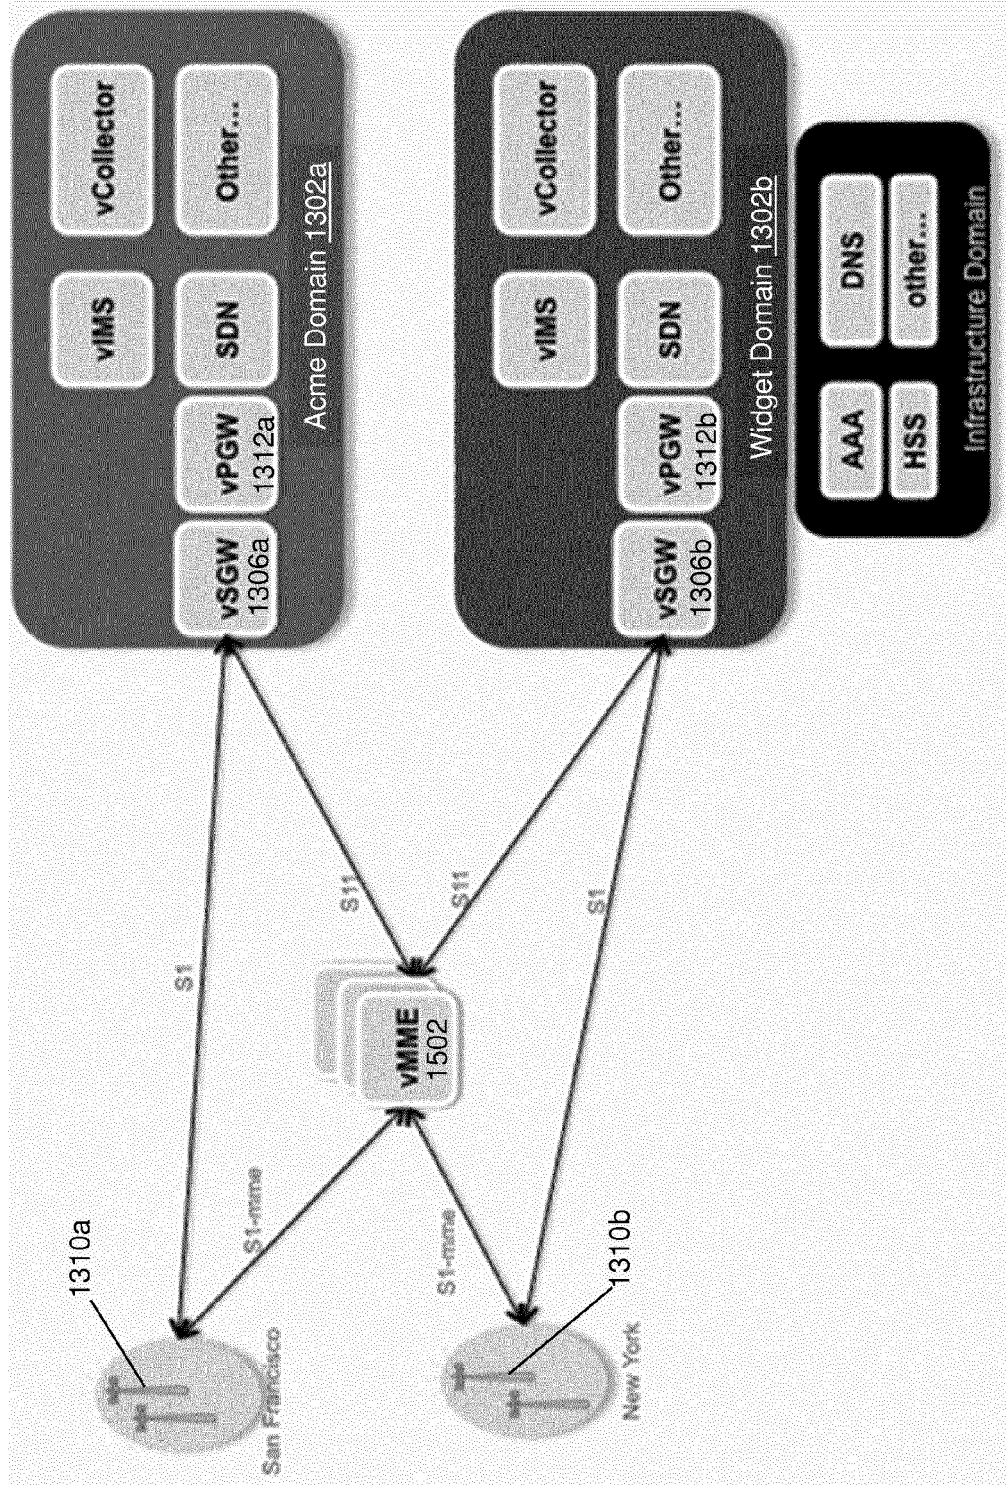 1310a
San Francisco
S1
S1-mme
1310b
New York
S1-mme
S1
vMME
1502
S11
S11
vSGW
1306a
vPGW
1312a
vIMS
SDN
vCollector
Other...
Acme Domain 1302a
vSGW
1306b
vPGW
1312b
vIMS
SDN
vCollector
Other...
Widget Domain 1302b
AAA
DNS
HSS
other...
Infrastructure Domain